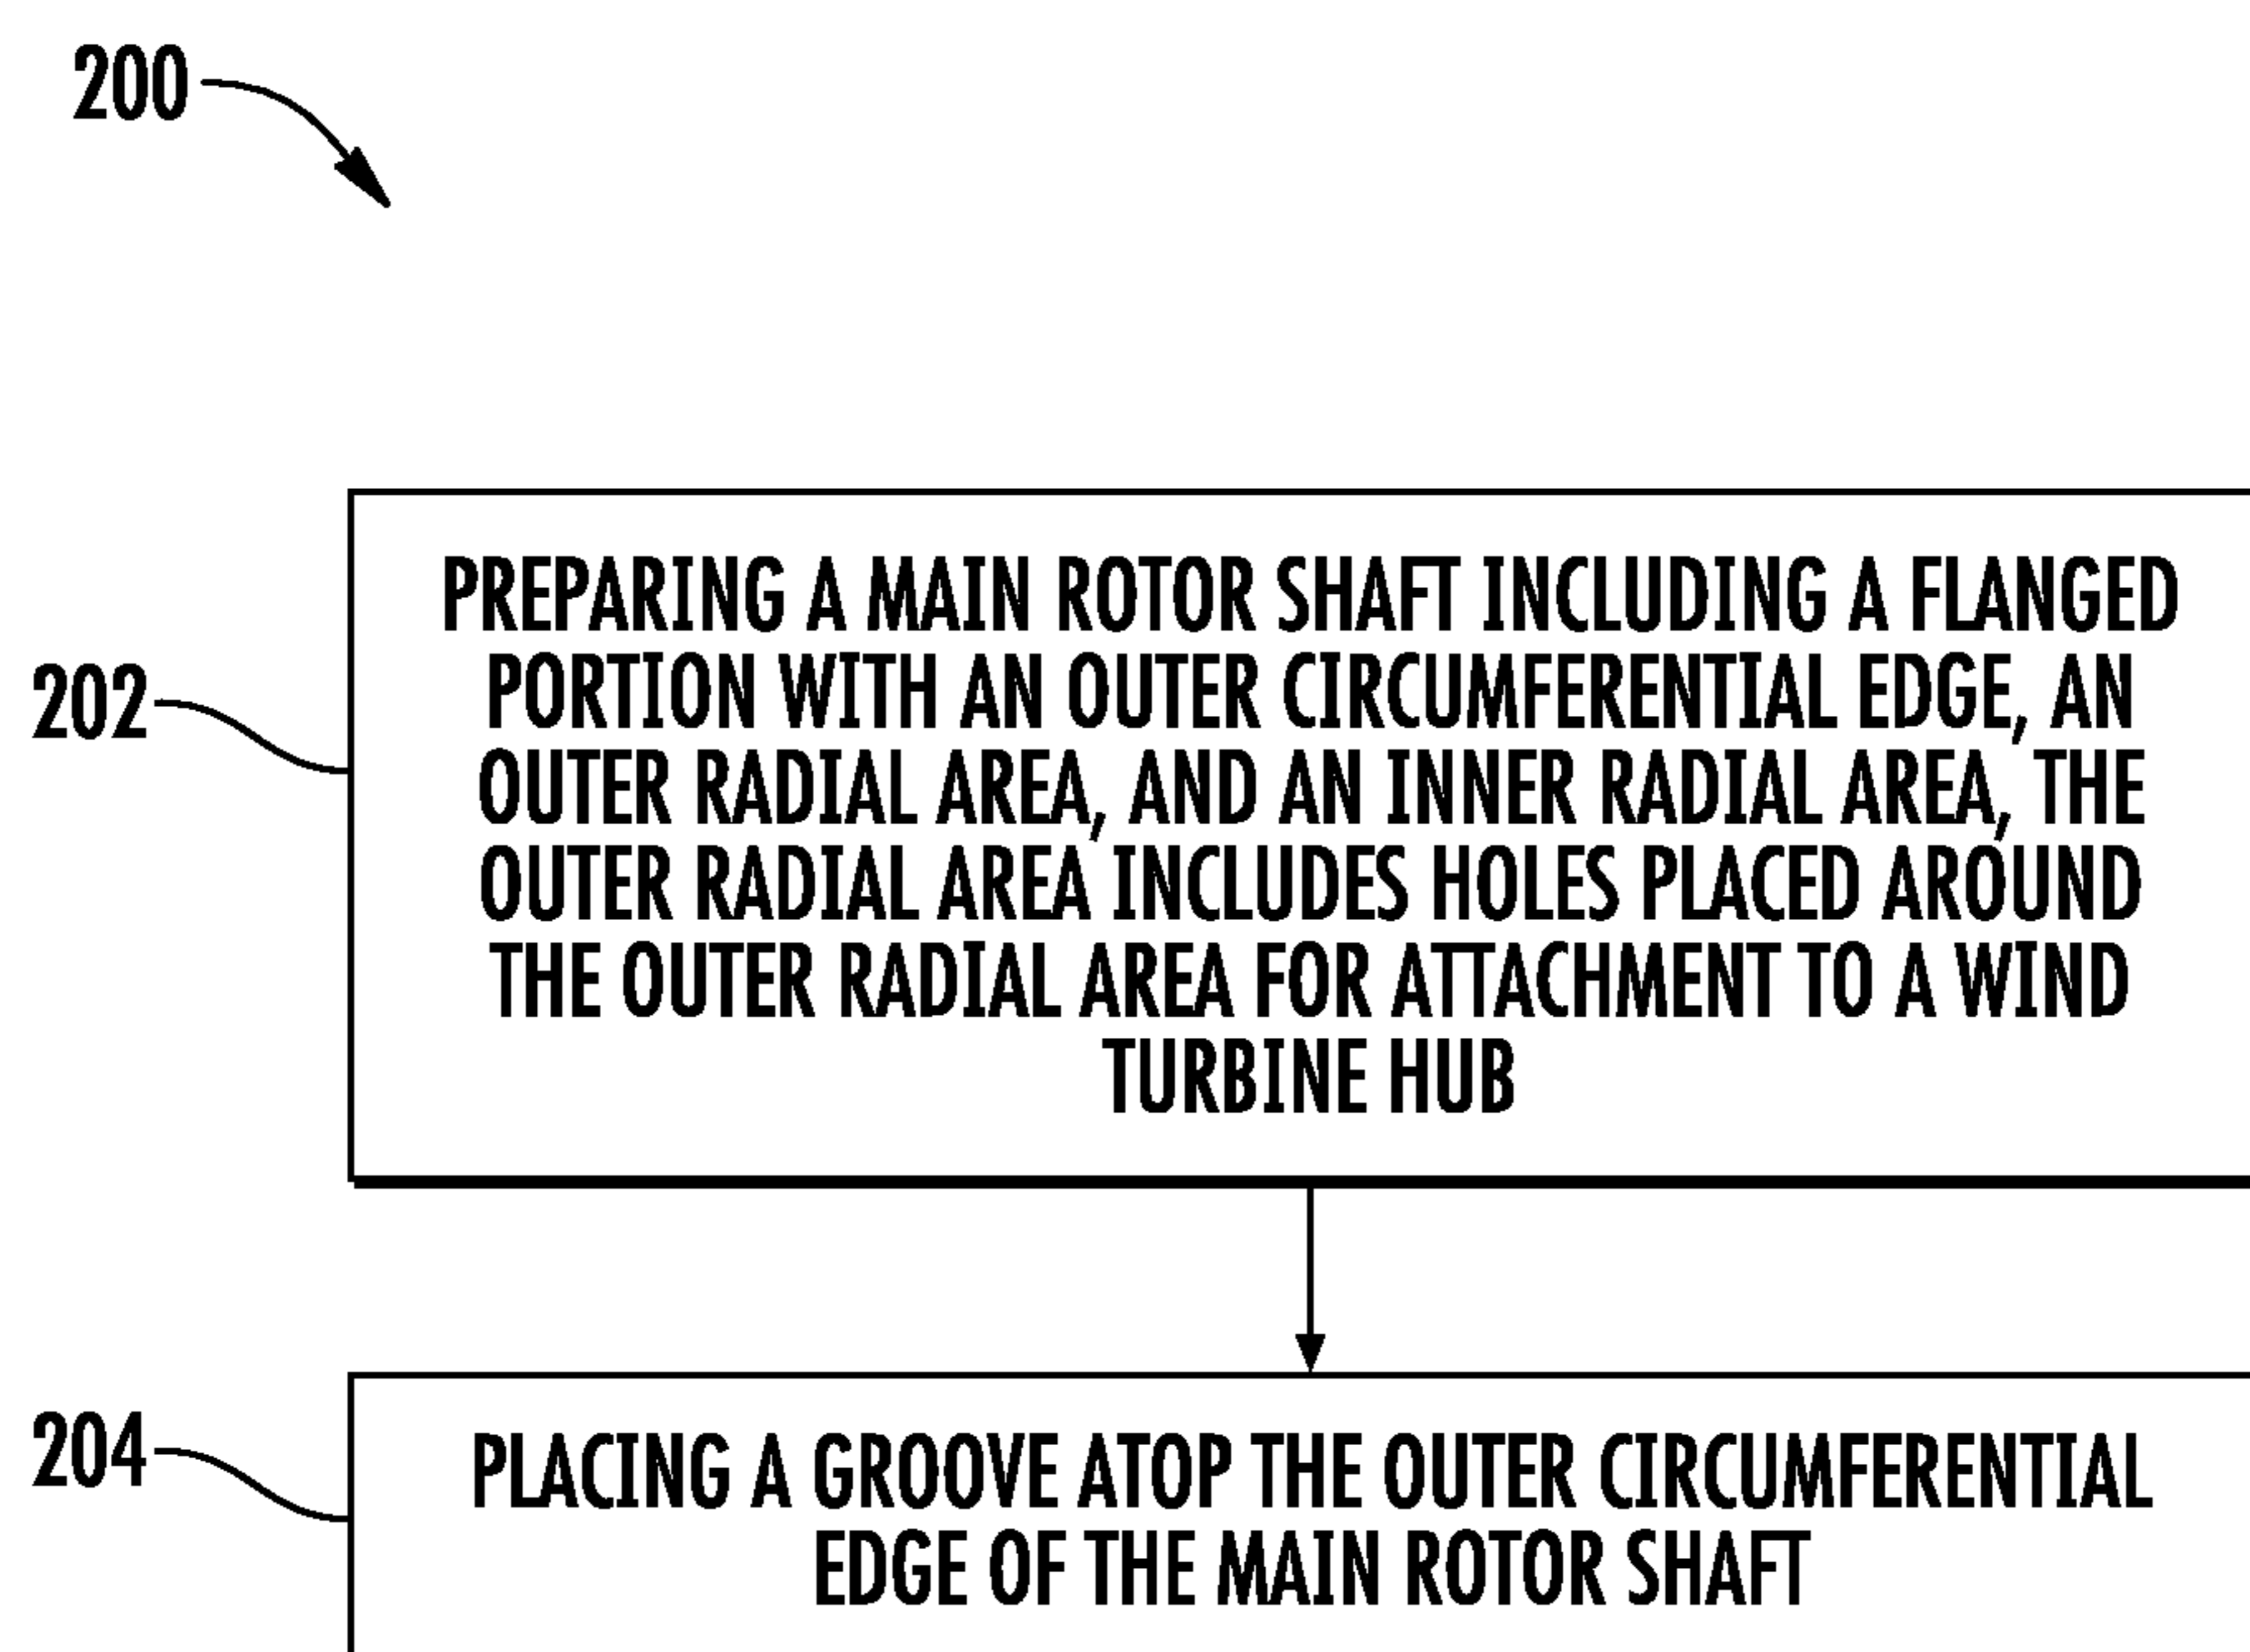 200
202
PREPARING A MAIN ROTOR SHAFT INCLUDING A FLANGED
PORTION WITH AN OUTER CIRCUMFERENTIAL EDGE, AN
OUTER RADIAL AREA, AND AN INNER RADIAL AREA, THE
OUTER RADIAL AREA INCLUDES HOLES PLACED AROUND
THE OUTER RADIAL AREA FOR ATTACHMENT TO A WIND
TURBINE HUB
204
PLACING A GROOVE ATOP THE OUTER CIRCUMFERENTIAL
EDGE OF THE MAIN ROTOR SHAFT